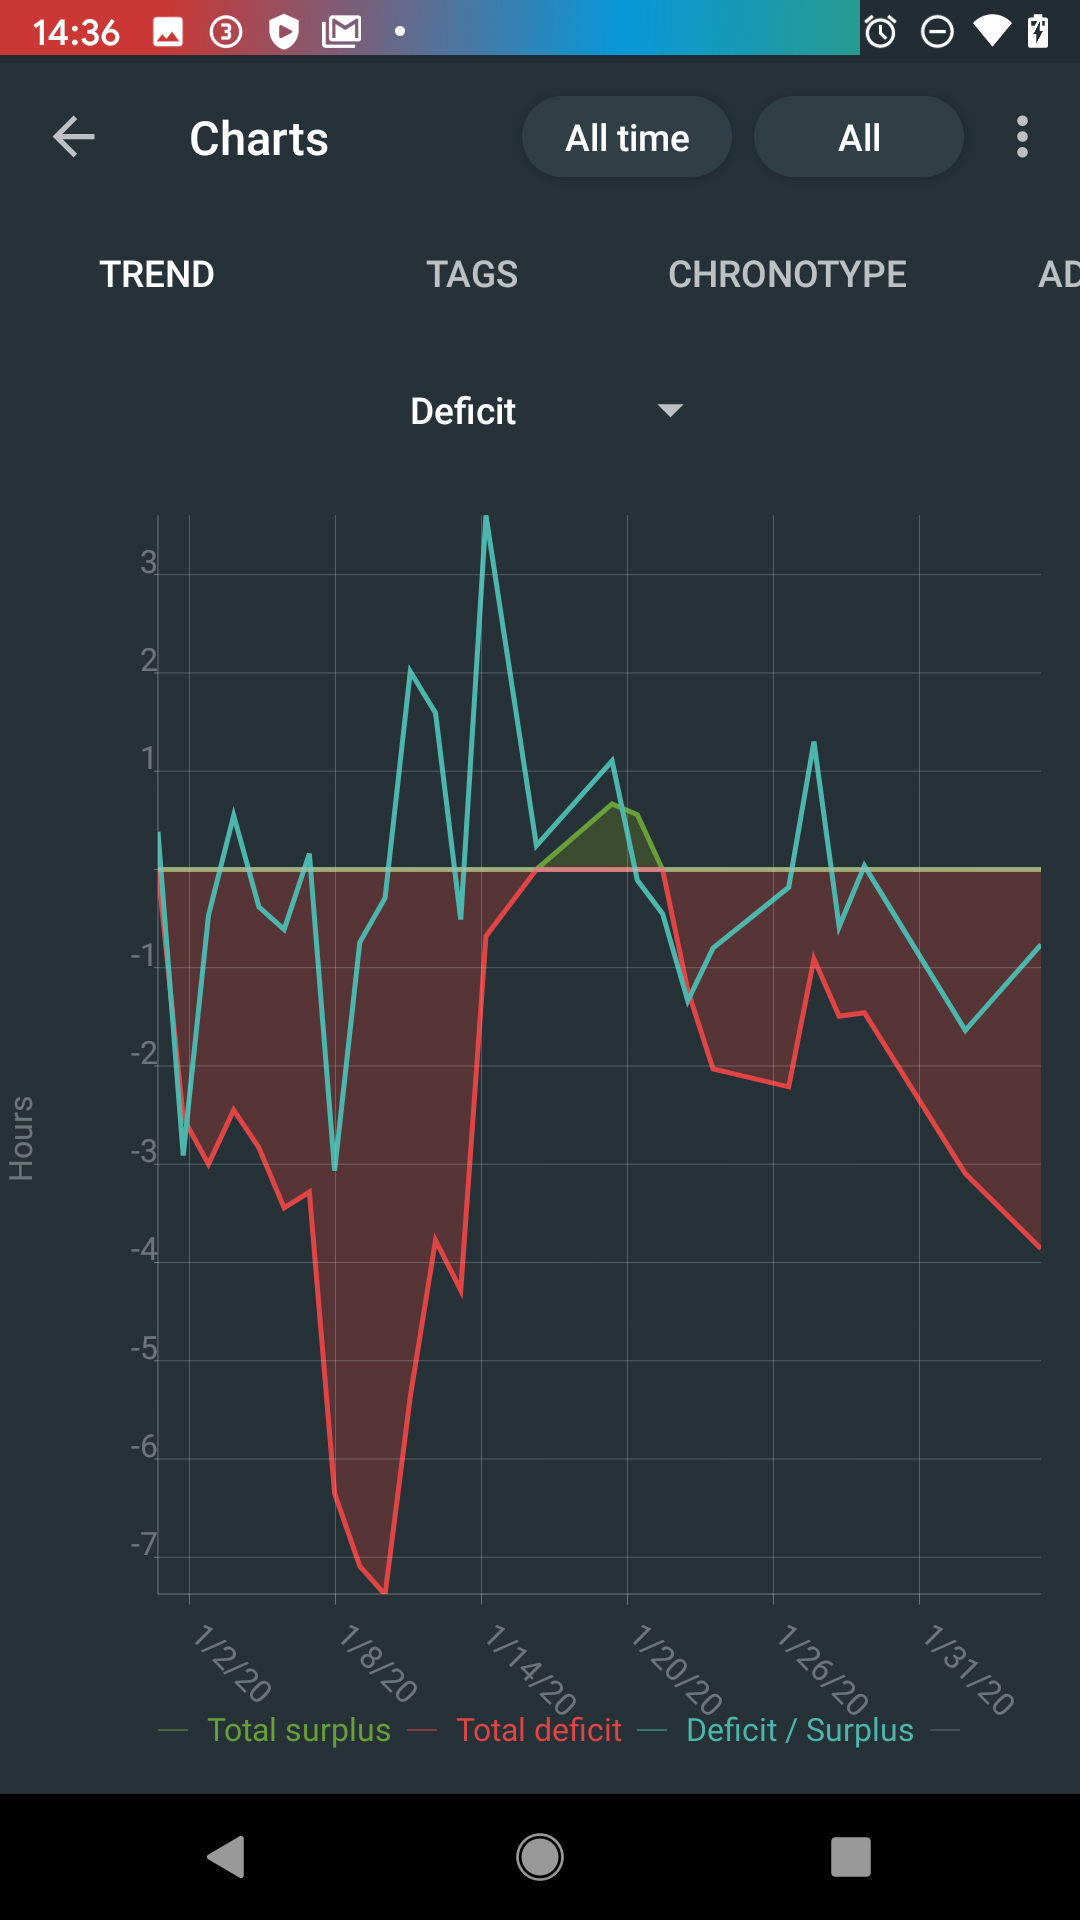 14:36 3
Charts All time All
TREND TAGS CHRONOTYPE AD
Deficit
3
2
1
-1
-2
-3
-4
-5
-6
-7
Hours
1/2/20 1/8/20 1/14/20 1/20/20 1/26/20 1/31/20
Total surplus Total deficit Deficit / Surplus